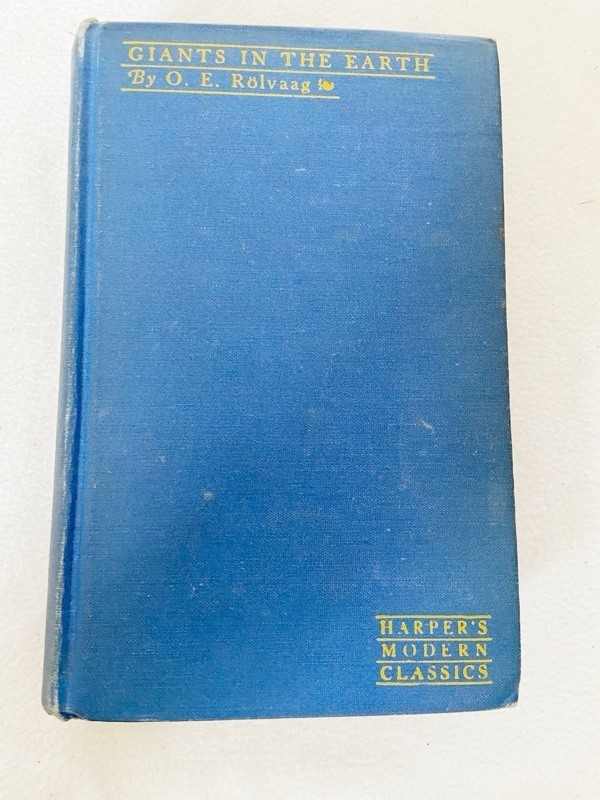 GIANTS IN THE EARTH
By O. E. Rölvaag
HARPER'S
MODERN
CLASSICS